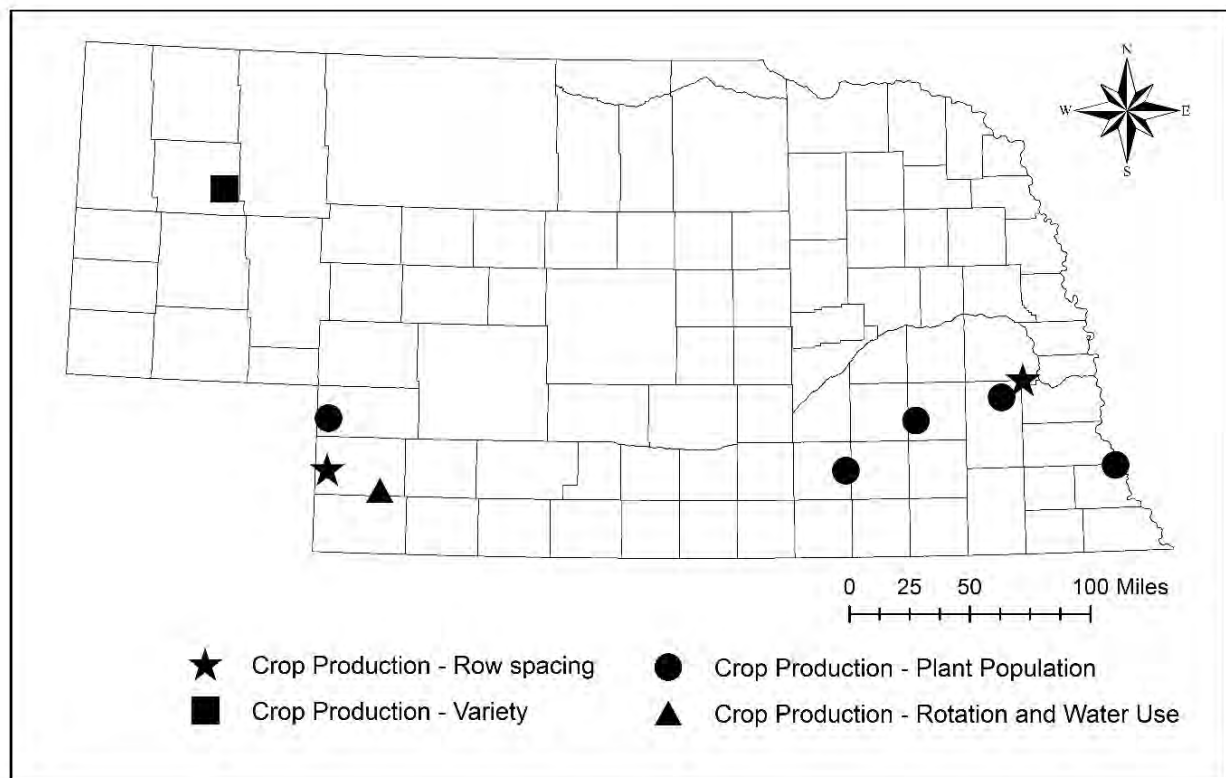 N
W E
S
0 25 50 100 Miles
Crop Production - Row spacing
Crop Production - Plant Population
Crop Production - Variety
Crop Production - Rotation and Water Use